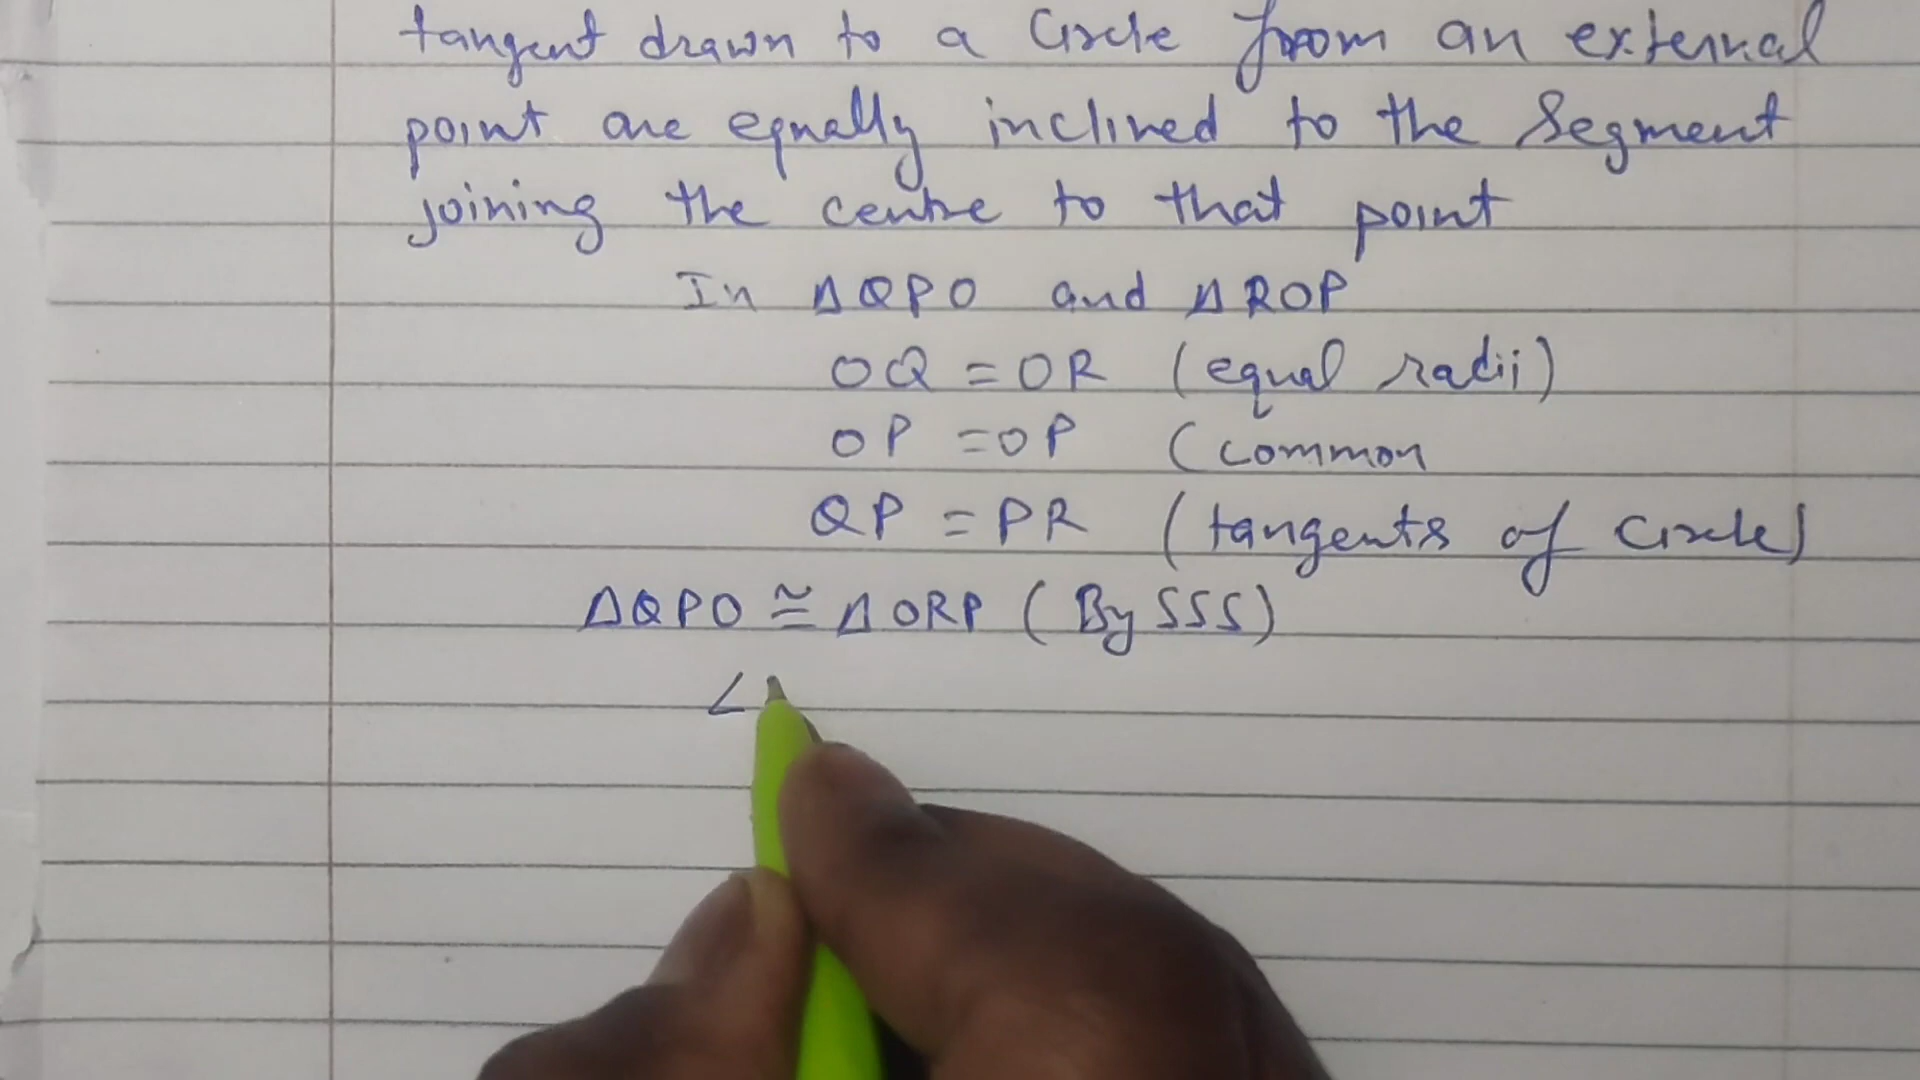 tangent drawn to a Circle from an external
point are equally inclined to the Segment
joining the centre to that point
In ΔQPO and ΔROP
OQ = OR (equal radii)
OP = OP (common
QP = PR (tangents of Circle)
ΔQPO ≅ ΔORP (By SSS)
∠